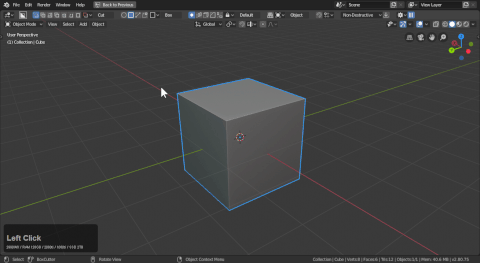 File Edit Render Window Help Back to Previous Scene View Layer
Cut Box Default Object Non-Destructive
Object Mode View Select Add Object Global Default
User Perspective
(1) Collection | Cube
Left Click
Select BoxCutter Rotate View Object Context Menu Collection | Cube | Verts:8 | Faces:6 | Tris:12 | Objects:1/1 | Mem: 40.6 MB | v2.80.75